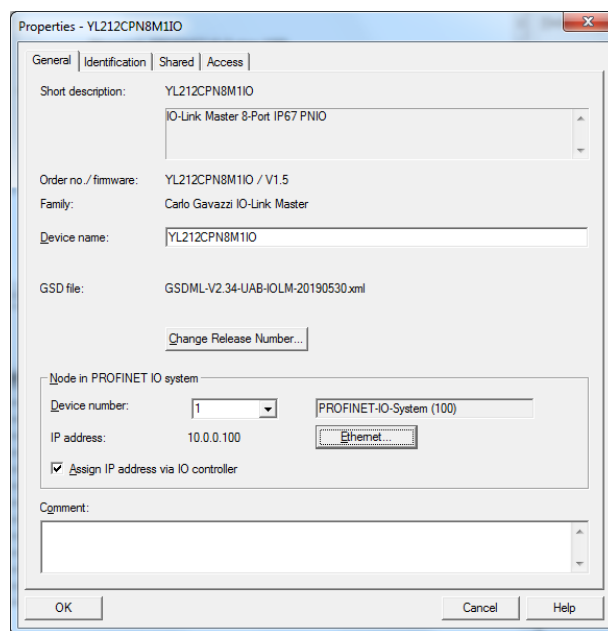 Properties - YL212CPN8M1IO
General Identification Shared Access
Short description: YL212CPN8M1IO
IO-Link Master 8-Port IP67 PNIO
Order no./ firmware: YL212CPN8M1IO / V1.5
Family: Carlo Gavazzi IO-Link Master
Device name: YL212CPN8M1IO
GSD file: GSDML-V2.34-UAB-IOLM-20190530.xml
Change Release Number...
Node in PROFINET IO system
Device number: 1 PROFINET-IO-System (100)
IP address: 10.0.0.100 Ethernet...
Assign IP address via IO controller
Comment:
OK Cancel Help